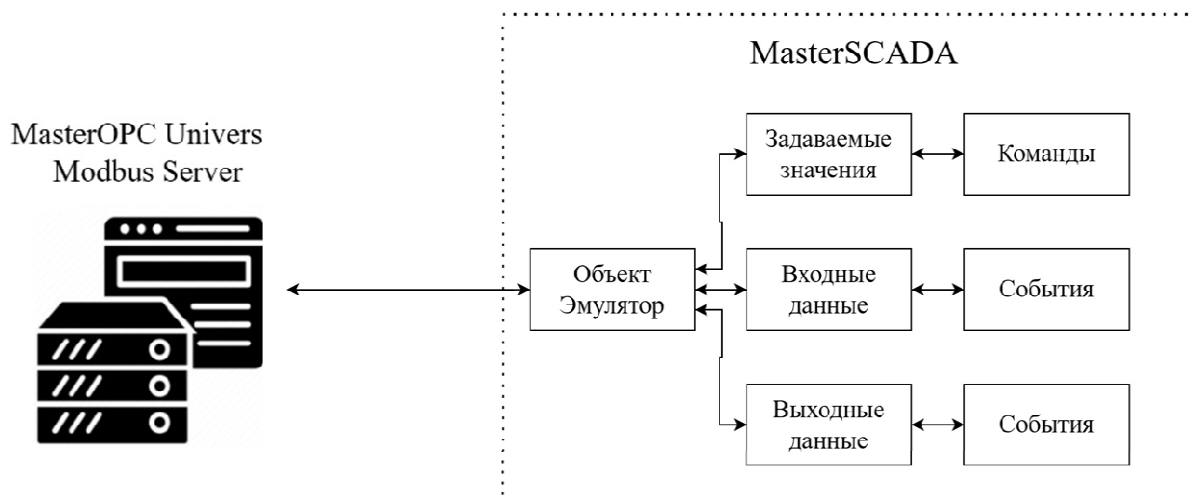 MasterSCADA
MasterOPC Univers
Modbus Server
Задаваемые
значения
Команды
Объект
Эмулятор
Входные
данные
События
Выходные
данные
События